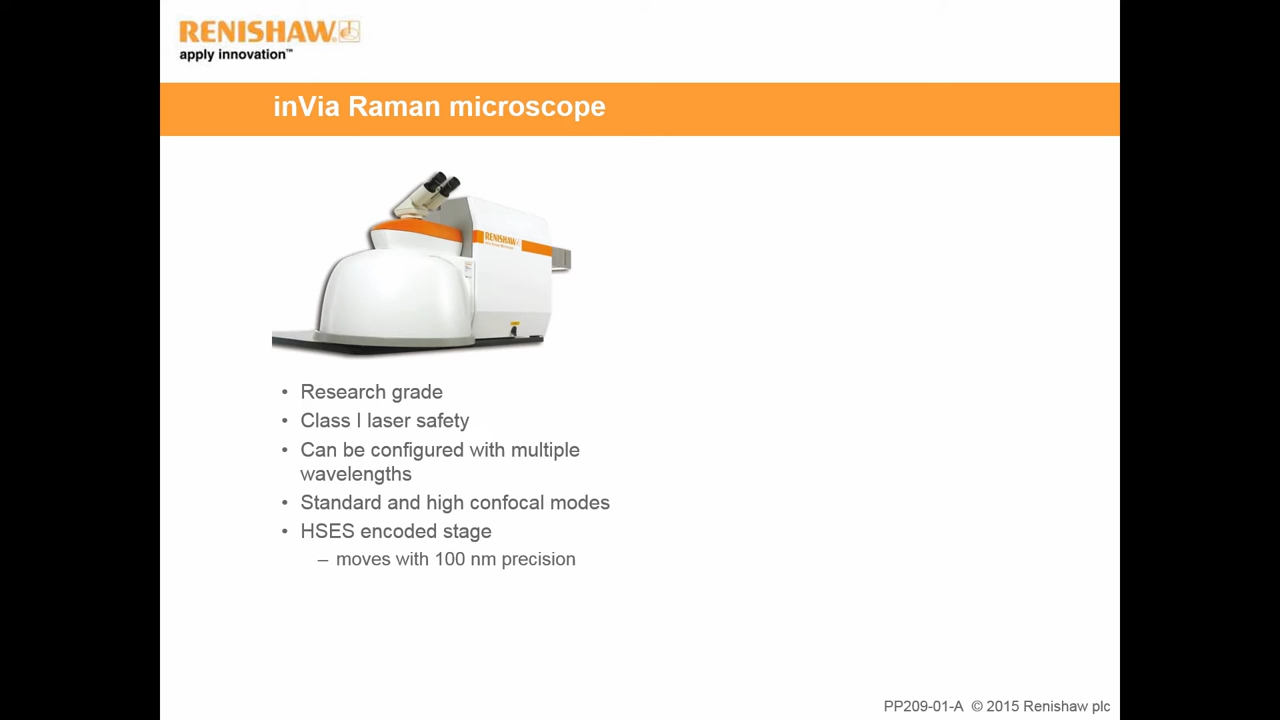 RENISHAW
apply innovation™
inVia Raman microscope
RENISHAW
• Research grade
• Class I laser safety
• Can be configured with multiple
wavelengths
• Standard and high confocal modes
• HSES encoded stage
– moves with 100 nm precision
PP209-01-A © 2015 Renishaw plc